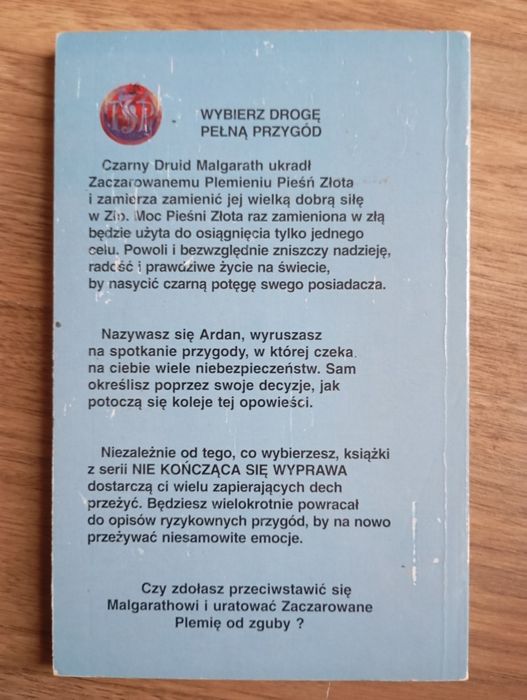 TSR
WYBIERZ DROGĘ
PEŁNĄ PRZYGÓD
Czarny Druid Malgarath ukradł
Zaczarowanemu Plemieniu Pieśń Złota
i zamierza zamienić jej wielką dobrą siłę
w Zło. Moc Pieśni Złota raz zamieniona w złą
będzie użyta do osiągnięcia tylko jednego
celu. Powoli i bezwzględnie zniszczy nadzieję,
radość i prawdziwe życie na świecie,
by nasycić czarną potęgę swego posiadacza.
Nazywasz się Ardan, wyruszasz
na spotkanie przygody, w której czeka
na ciebie wiele niebezpieczeństw. Sam
określisz poprzez swoje decyzje, jak
potoczą się koleje tej opowieści.
Niezależnie od tego, co wybierzesz, książki
z serii NIE KOŃCZĄCA SIĘ WYPRAWA
dostarczą ci wielu zapierających dech
przeżyć. Będziesz wielokrotnie powracał
do opisów ryzykownych przygód, by na nowo
przeżywać niesamowite emocje.
Czy zdołasz przeciwstawić się
Malgarathowi i uratować Zaczarowane
Plemię od zguby ?